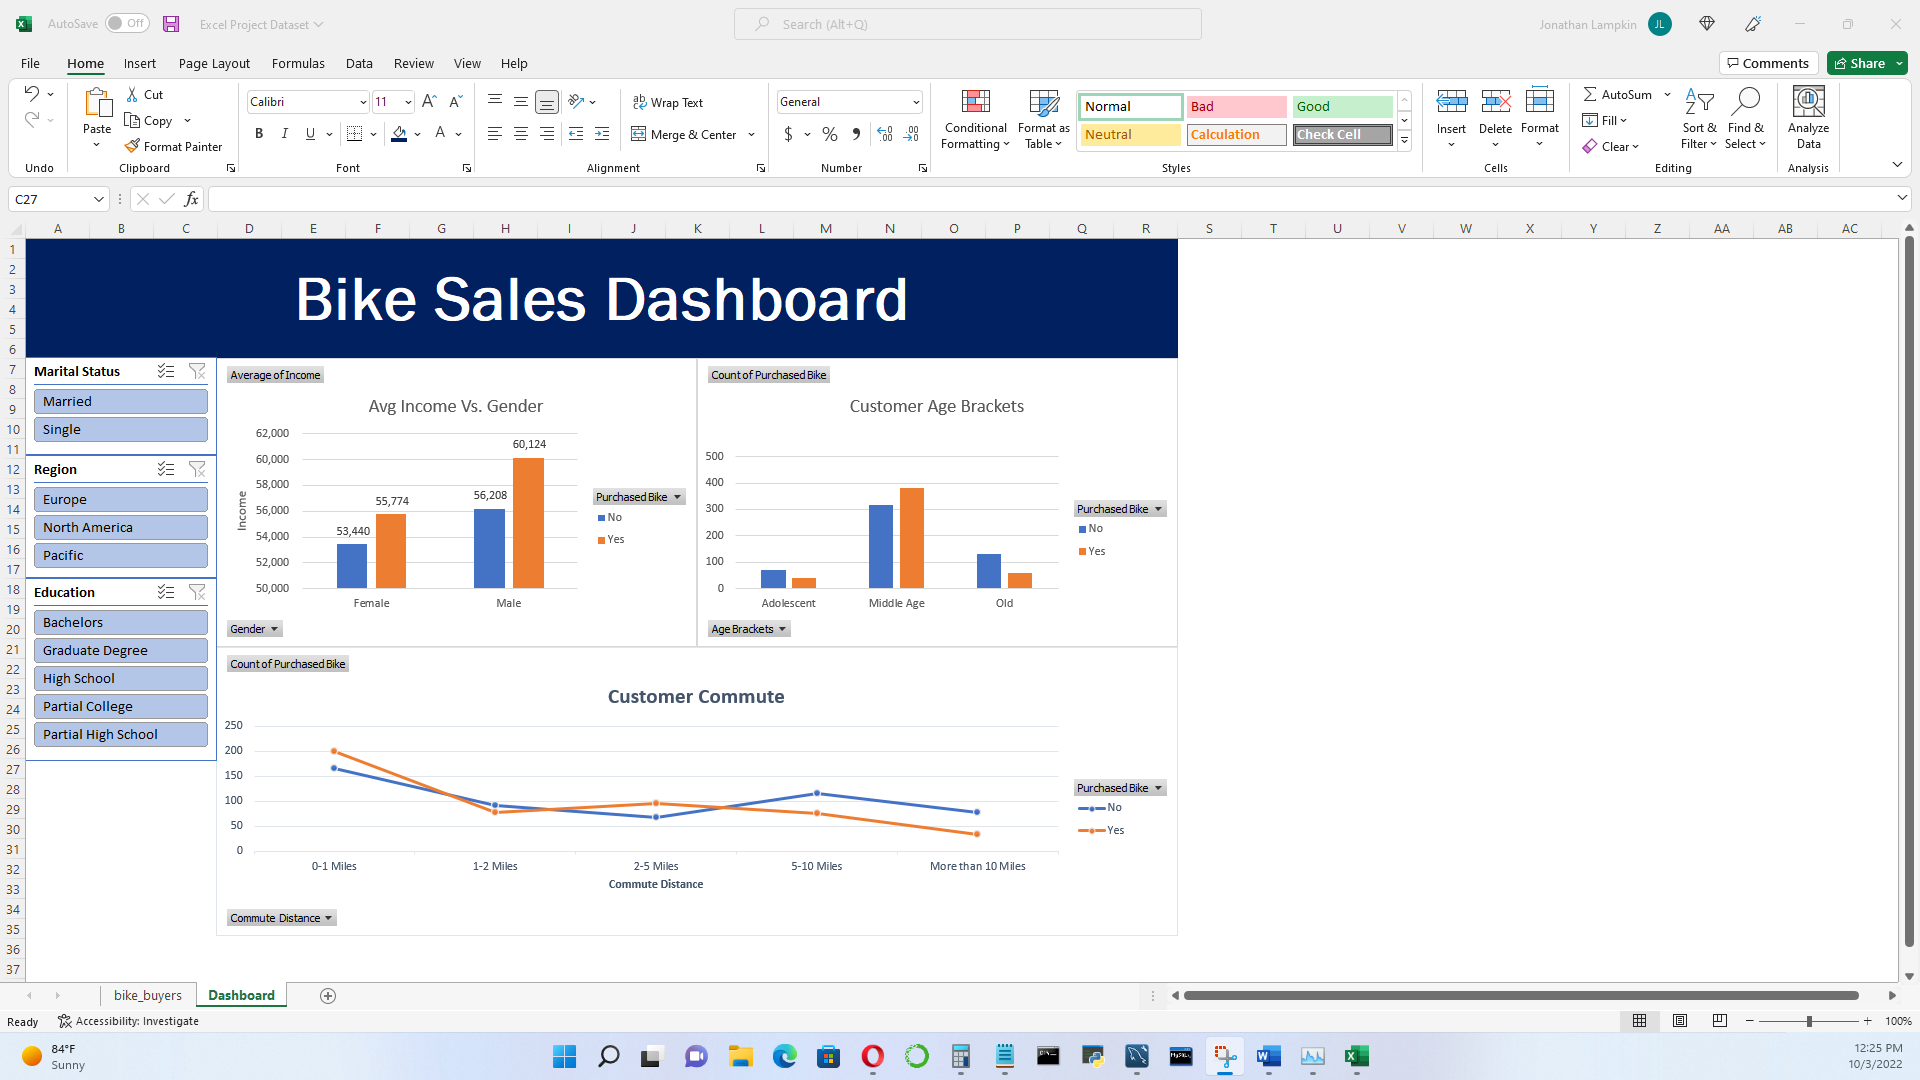 AutoSave Off Excel Project Dataset Search (Alt+Q) Jonathan Lampkin JL
File Home Insert Page Layout Formulas Data Review View Help Comments Share
Cut Copy Format Painter Paste
Calibri 11 B I U A
Wrap Text Merge & Center
General $ %
Conditional Formatting Format as Table
Normal Bad Good
Neutral Calculation Check Cell
Insert Delete Format
AutoSum Fill Clear Sort & Filter Find & Select Analyze Data
Undo Clipboard Font Alignment Number Styles Cells Editing Analysis
C27 fx
A B C D E F G H I J K L M N O P Q R S T U V W X Y Z AA AB AC
1
2
3
4
5
6
7
8
9
10
11
12
13
14
15
16
17
18
19
20
21
22
23
24
25
26
27
28
29
30
31
32
33
34
35
36
37
Bike Sales Dashboard
Marital Status
Married
Single
Region
Europe
North America
Pacific
Education
Bachelors
Graduate Degree
High School
Partial College
Partial High School
Average of Income
Avg Income Vs. Gender
Income
62,000
60,000
58,000
56,000
54,000
52,000
50,000
53,440
55,774
56,208
60,124
Female Male
Purchased Bike
No
Yes
Gender
Count of Purchased Bike
Customer Age Brackets
500
400
300
200
100
0
Adolescent Middle Age Old
Purchased Bike
No
Yes
Age Brackets
Count of Purchased Bike
Customer Commute
250
200
150
100
50
0
0-1 Miles 1-2 Miles 2-5 Miles 5-10 Miles More than 10 Miles
Commute Distance
Purchased Bike
No
Yes
Commute Distance
bike_buyers Dashboard
Ready Accessibility: Investigate 100%
84°F
Sunny
12:25 PM
10/3/2022